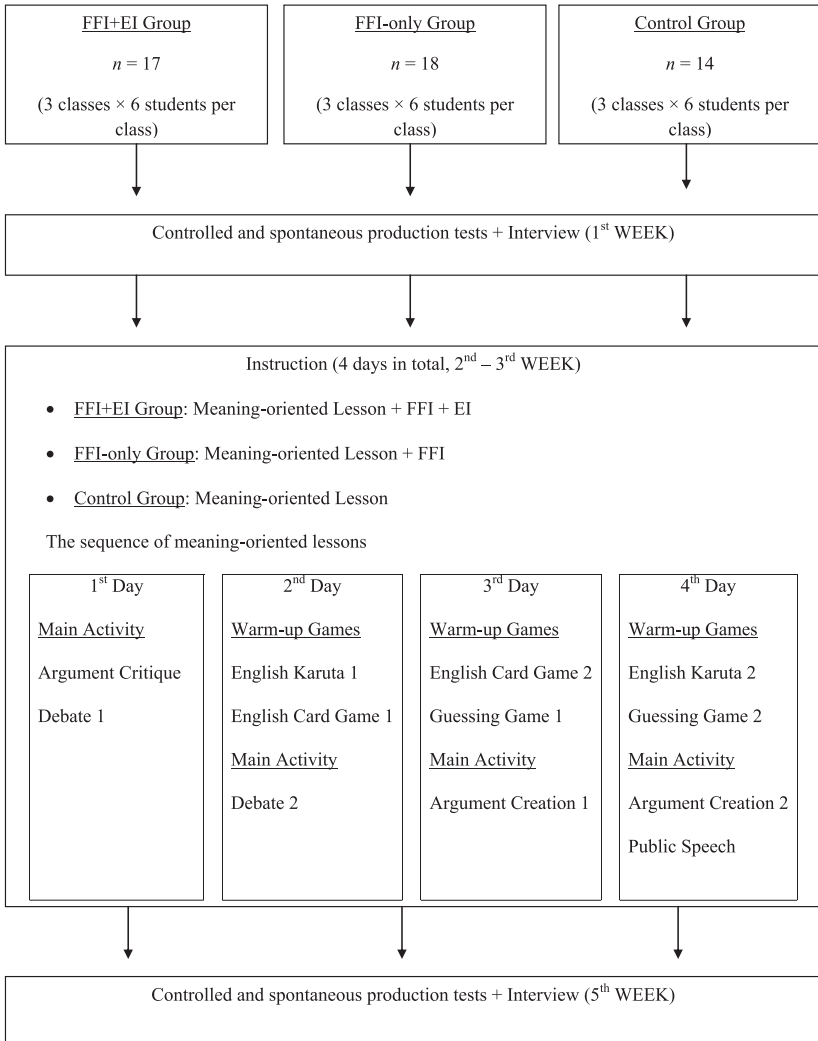 FFI+EI Group
n = 17
(3 classes × 6 students per
class)
FFI-only Group
n = 18
(3 classes × 6 students per
class)
Control Group
n = 14
(3 classes × 6 students per
class)
Controlled and spontaneous production tests + Interview (1st WEEK)
Instruction (4 days in total, 2nd – 3rd WEEK)
• FFI+EI Group: Meaning-oriented Lesson + FFI + EI
• FFI-only Group: Meaning-oriented Lesson + FFI
• Control Group: Meaning-oriented Lesson
The sequence of meaning-oriented lessons
1st Day
Main Activity
Argument Critique
Debate 1
2nd Day
Warm-up Games
English Karuta 1
English Card Game 1
Main Activity
Debate 2
3rd Day
Warm-up Games
English Card Game 2
Guessing Game 1
Main Activity
Argument Creation 1
4th Day
Warm-up Games
English Karuta 2
Guessing Game 2
Main Activity
Argument Creation 2
Public Speech
Controlled and spontaneous production tests + Interview (5th WEEK)